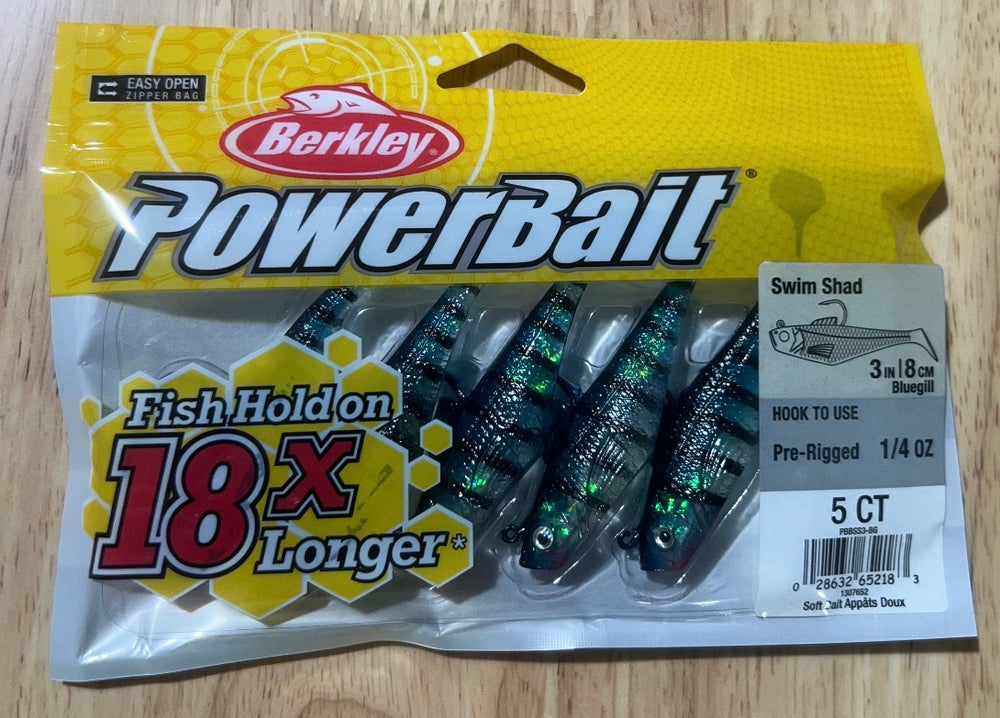 EASY OPEN
ZIPPER BAG
Berkley®
PowerBait®
Fish Hold on
18x
Longer*
Swim Shad
3 IN | 8 CM
Bluegill
HOOK TO USE
Pre-Rigged 1/4 OZ
5 CT
PBBSS3-BG
0 28632 65218 3
1307652
Soft Bait Appâts Doux